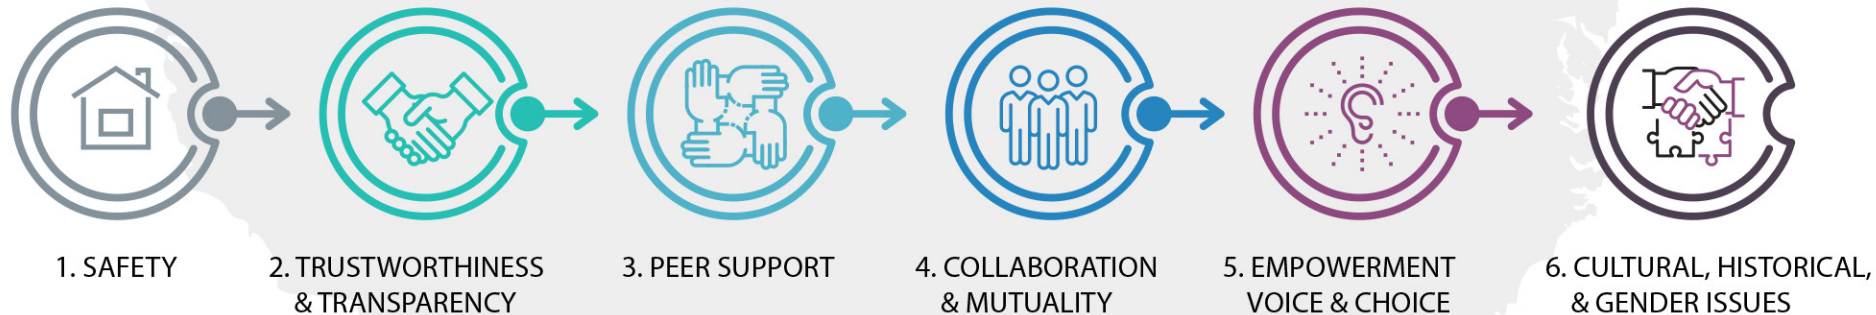 1. SAFETY
2. TRUSTWORTHINESS
& TRANSPARENCY
3. PEER SUPPORT
4. COLLABORATION
& MUTUALITY
5. EMPOWERMENT
VOICE & CHOICE
6. CULTURAL, HISTORICAL,
& GENDER ISSUES